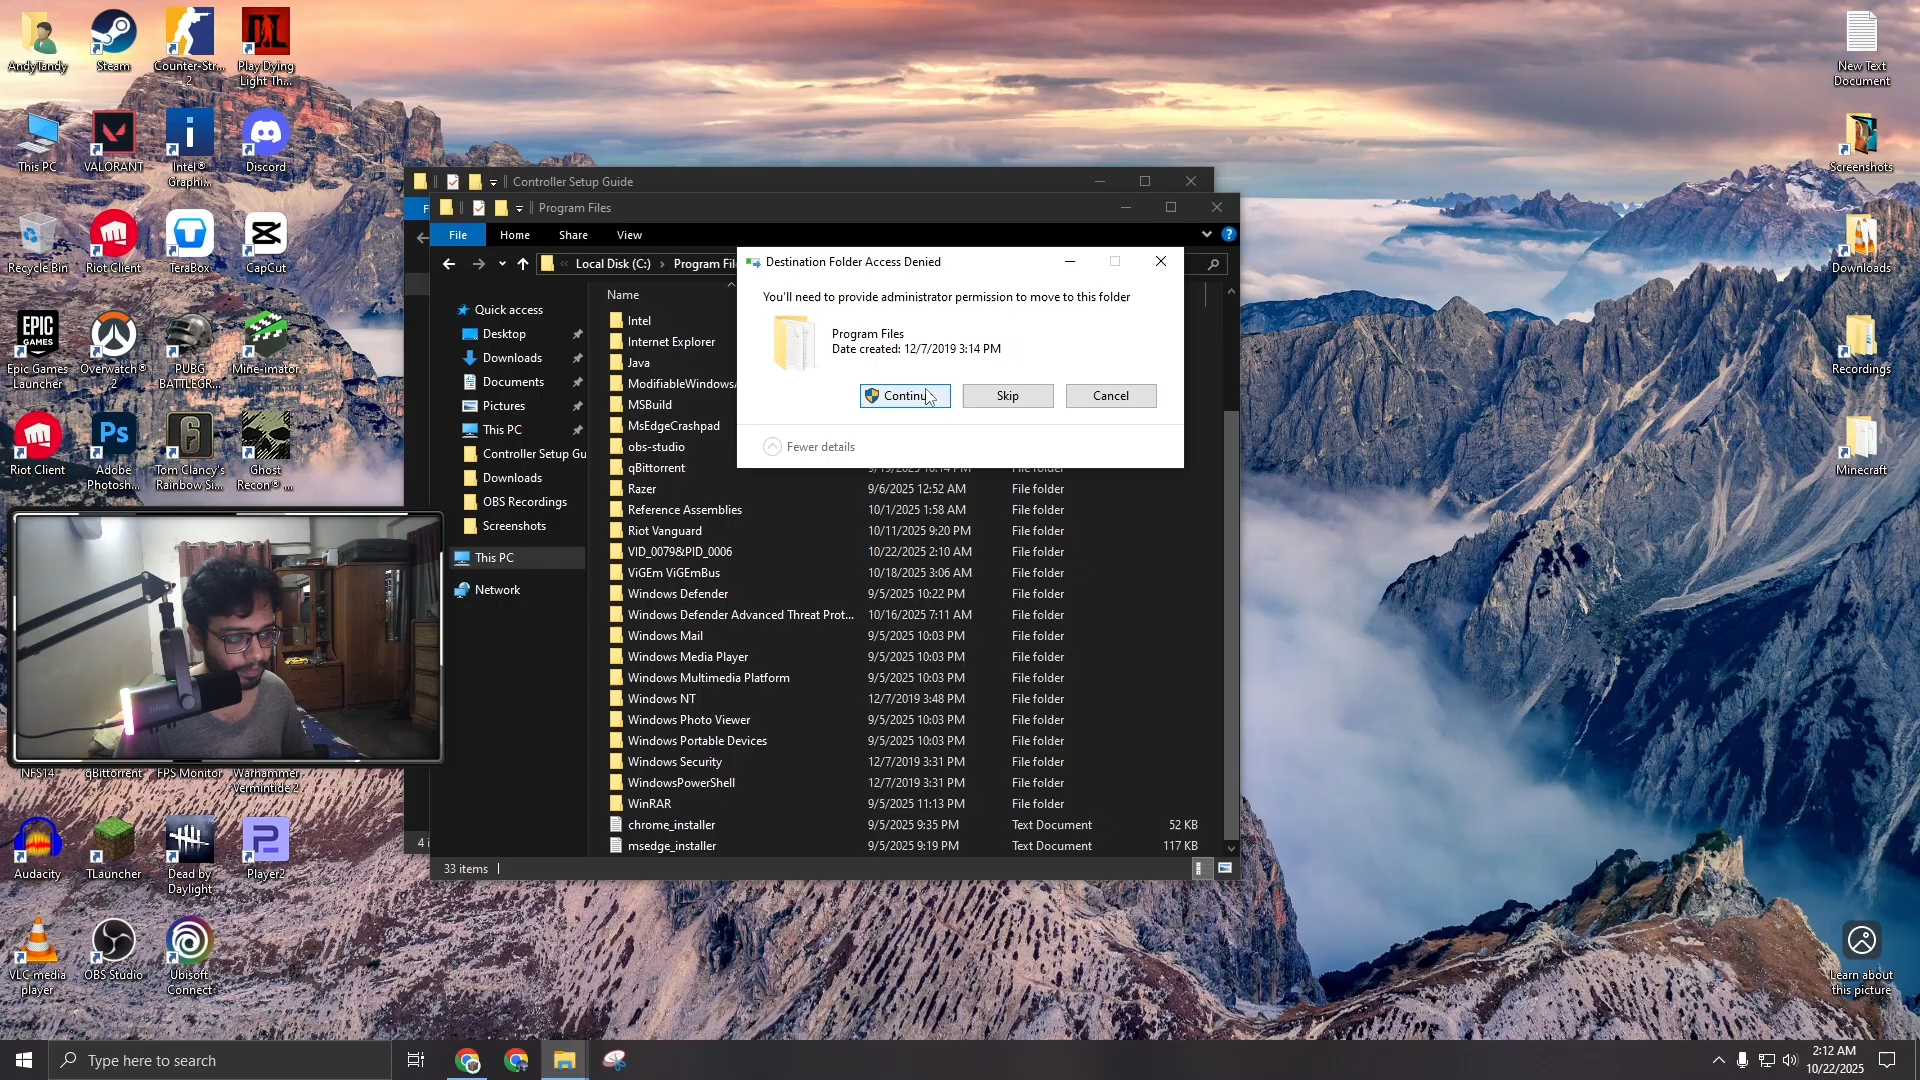 AndyTandy
Steam
Counter-Str...
2
Play Dying
Light Th...
This PC
VALORANT
Intel®
Graphi...
Discord
Recycle Bin
Riot Client
TeraBox
CapCut
EPIC
GAMES
Epic Games
Launcher
Overwatch®
2
PUBG
BATTLEGR...
Mine-imator
Riot Client
Ps
Adobe
Photosh...
Tom Clancy's
Rainbow Si...
Ghost
Recon® ...
NFS14
qBittorrent
FPS Monitor
Warhammer
Vermintide 2
Audacity
TLauncher
Dead by
Daylight
Player2
VLC media
player
OBS Studio
Ubisoft
Connect
New Text
Document
Screenshots
Downloads
Recordings
Minecraft
Learn about
this picture
Controller Setup Guide
Program Files
File
Home
Share
View
Local Disk (C:)
Program Fil
Quick access
Desktop
Downloads
Documents
Pictures
This PC
Controller Setup Gu
Downloads
OBS Recordings
Screenshots
This PC
Network
Name
Intel
Internet Explorer
Java
ModifiableWindowsA
MSBuild
MsEdgeCrashpad
obs-studio
qBittorrent
Razer 9/6/2025 12:52 AM File folder
Reference Assemblies 10/1/2025 1:58 AM File folder
Riot Vanguard 10/11/2025 9:20 PM File folder
VID_0079&PID_0006 10/22/2025 2:10 AM File folder
ViGEm ViGEmBus 10/18/2025 3:06 AM File folder
Windows Defender 9/5/2025 10:22 PM File folder
Windows Defender Advanced Threat Prot... 10/16/2025 7:11 AM File folder
Windows Mail 9/5/2025 10:03 PM File folder
Windows Media Player 9/5/2025 10:03 PM File folder
Windows Multimedia Platform 9/5/2025 10:03 PM File folder
Windows NT 12/7/2019 3:48 PM File folder
Windows Photo Viewer 9/5/2025 10:03 PM File folder
Windows Portable Devices 9/5/2025 10:03 PM File folder
Windows Security 12/7/2019 3:31 PM File folder
WindowsPowerShell 12/7/2019 3:31 PM File folder
WinRAR 9/5/2025 11:13 PM File folder
chrome_installer 9/5/2025 9:35 PM Text Document 52 KB
msedge_installer 9/5/2025 9:19 PM Text Document 117 KB
4 i
33 items
Destination Folder Access Denied
You'll need to provide administrator permission to move to this folder
Program Files
Date created: 12/7/2019 3:14 PM
Continue
Skip
Cancel
Fewer details
Type here to search
2:12 AM
10/22/2025